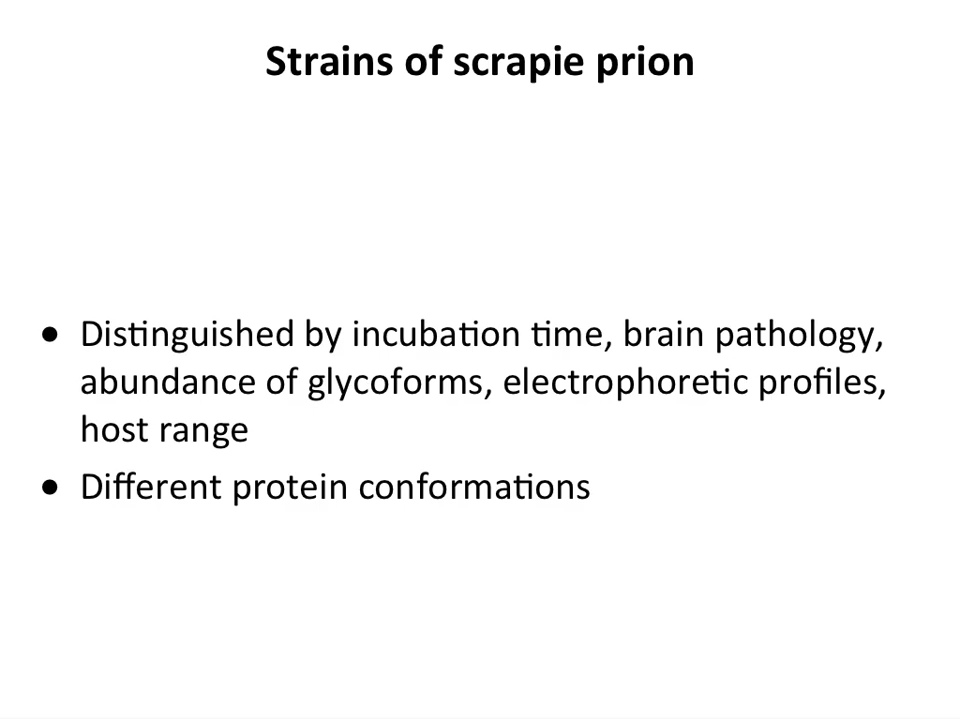 Strains of scrapie prion
● Distinguished by incubation time, brain pathology,
abundance of glycoforms, electrophoretic profiles,
host range
● Different protein conformations